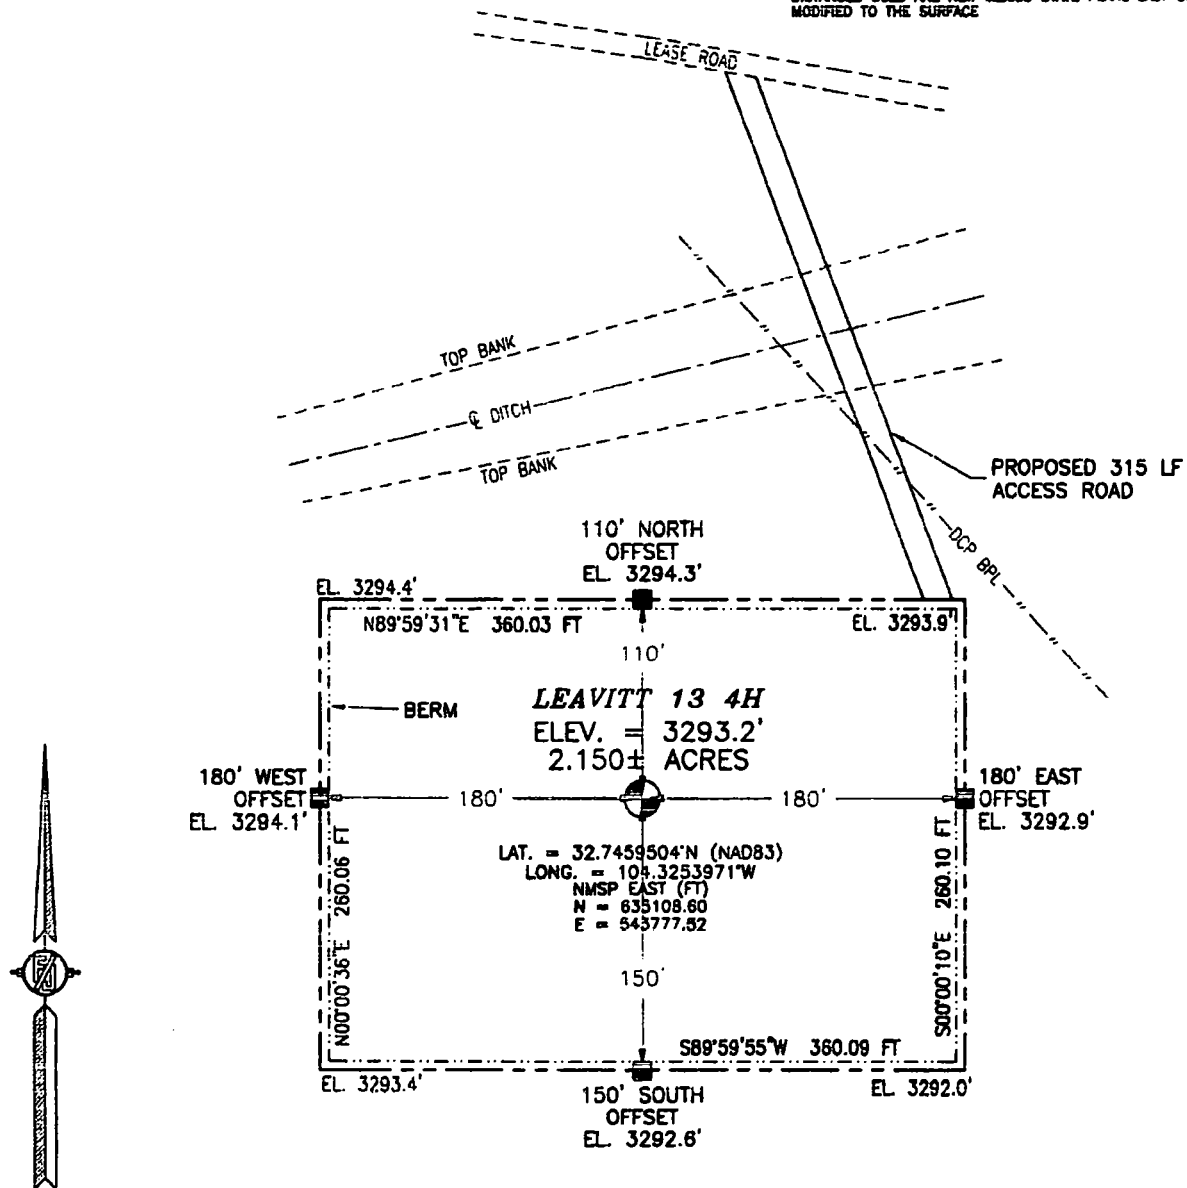 MODIFIED TO THE SURFACE
LEASE ROAD
TOP BANK
℄ DITCH
TOP BANK
PROPOSED 315 LF
ACCESS ROAD
DCP BPL
110' NORTH
OFFSET
EL. 3294.3'
EL. 3294.4'
N89°59'31"E 360.03 FT
EL. 3293.9'
110'
BERM
LEAVITT 13 4H
ELEV. = 3293.2'
2.150± ACRES
180' WEST
OFFSET
EL. 3294.1'
180'
180'
180' EAST
OFFSET
EL. 3292.9'
LAT. = 32.7459504°N (NAD83)
LONG. = 104.3253971°W
NMSP EAST (FT)
N = 635108.60
E = 543777.52
N00°00'36"E 260.06 FT
S00°00'10"E 260.10 FT
150'
S89°59'55"W 360.09 FT
EL. 3293.4'
EL. 3292.0'
150' SOUTH
OFFSET
EL. 3292.6'